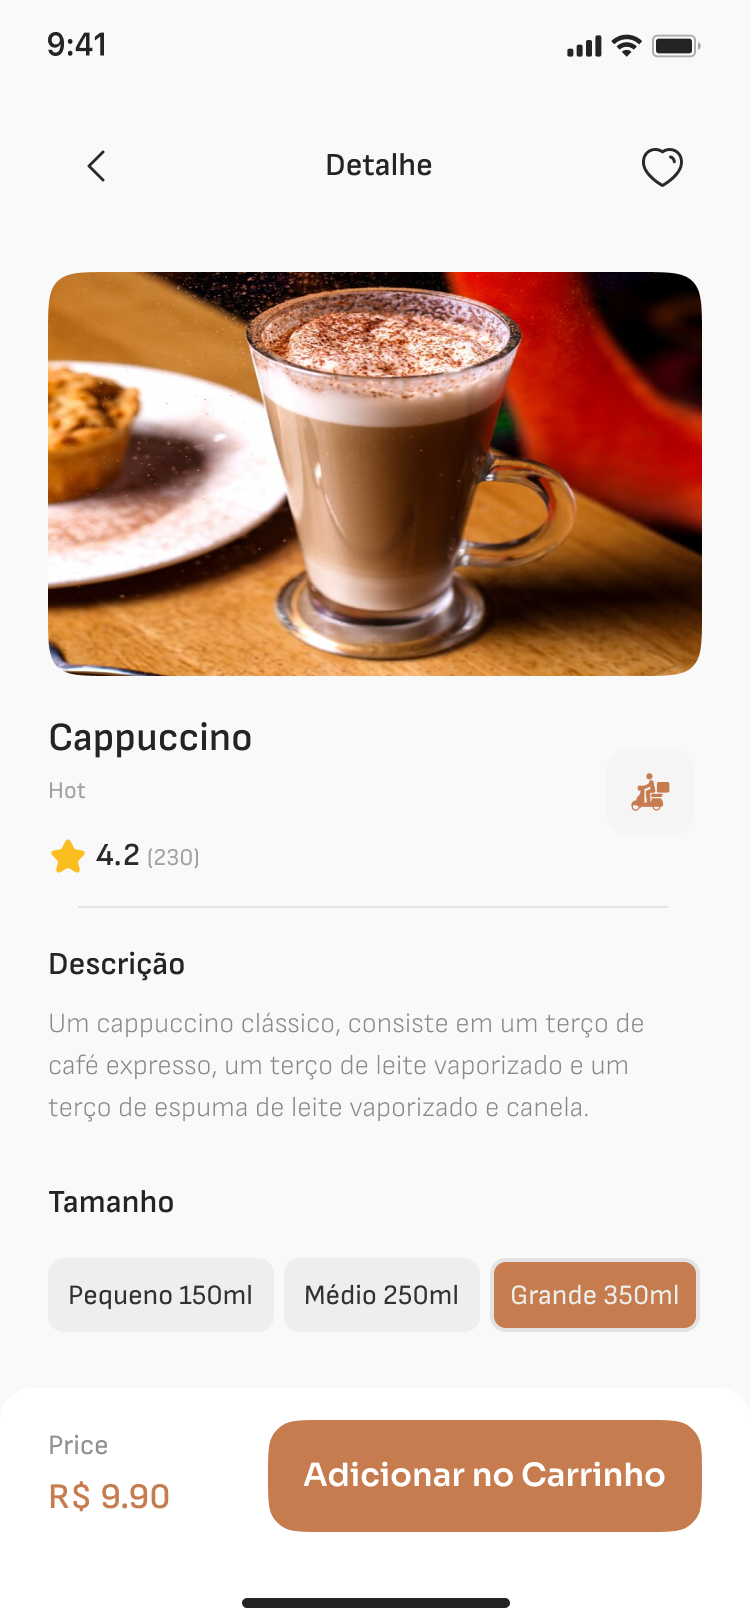 9:41
Detalhe
Cappuccino
Hot
4.2 (230)
Descrição
Um cappuccino clássico, consiste em um terço de
café expresso, um terço de leite vaporizado e um
terço de espuma de leite vaporizado e canela.
Tamanho
Pequeno 150ml Médio 250ml Grande 350ml
Price
R$ 9.90
Adicionar no Carrinho